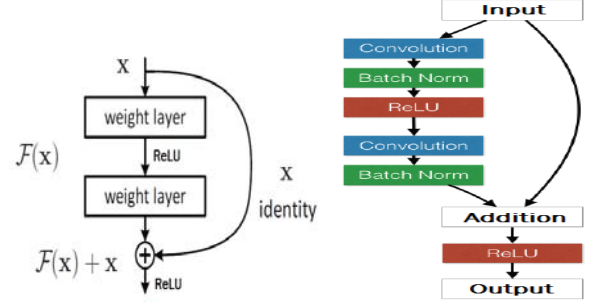 x
weight layer
F(x)
ReLU
weight layer
x
identity
F(x) + x
+
ReLU
Input
Convolution
Batch Norm
ReLU
Convolution
Batch Norm
Addition
ReLU
Output